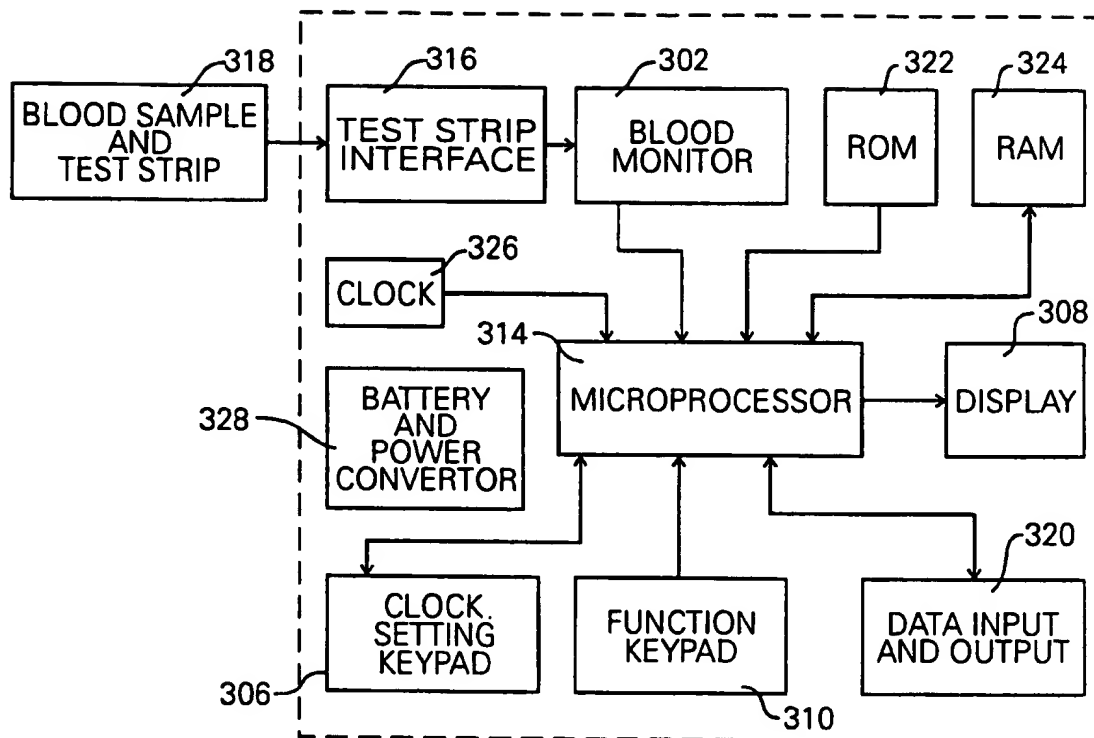 318
BLOOD SAMPLE
AND
TEST STRIP
316
TEST STRIP
INTERFACE
302
BLOOD
MONITOR
322
ROM
324
RAM
326
CLOCK
314
MICROPROCESSOR
308
DISPLAY
328
BATTERY
AND
POWER
CONVERTOR
306
CLOCK.
SETTING
KEYPAD
FUNCTION
KEYPAD
310
320
DATA INPUT
AND OUTPUT